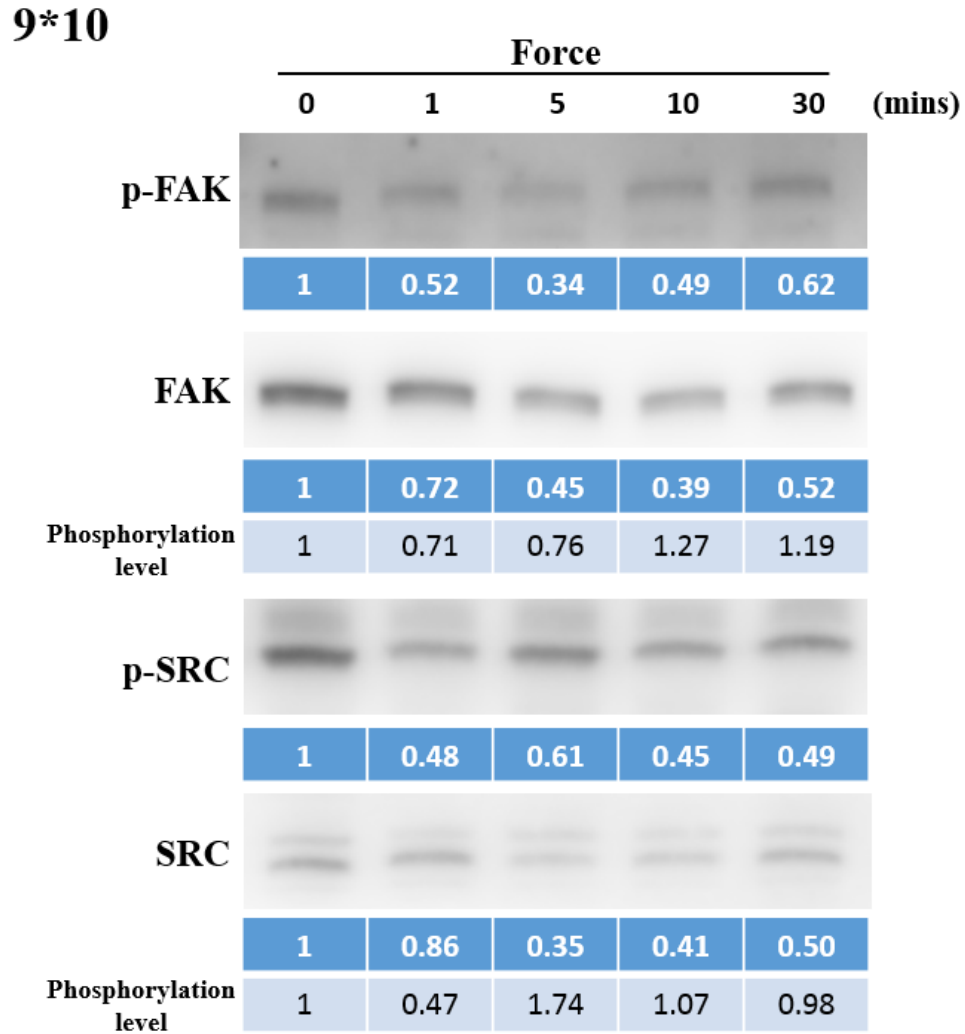 9*10
Force
0 1 5 10 30 (mins)
p-FAK
1 0.52 0.34 0.49 0.62
FAK
1 0.72 0.45 0.39 0.52
Phosphorylation
level
1 0.71 0.76 1.27 1.19
p-SRC
1 0.48 0.61 0.45 0.49
SRC
1 0.86 0.35 0.41 0.50
Phosphorylation
level
1 0.47 1.74 1.07 0.98